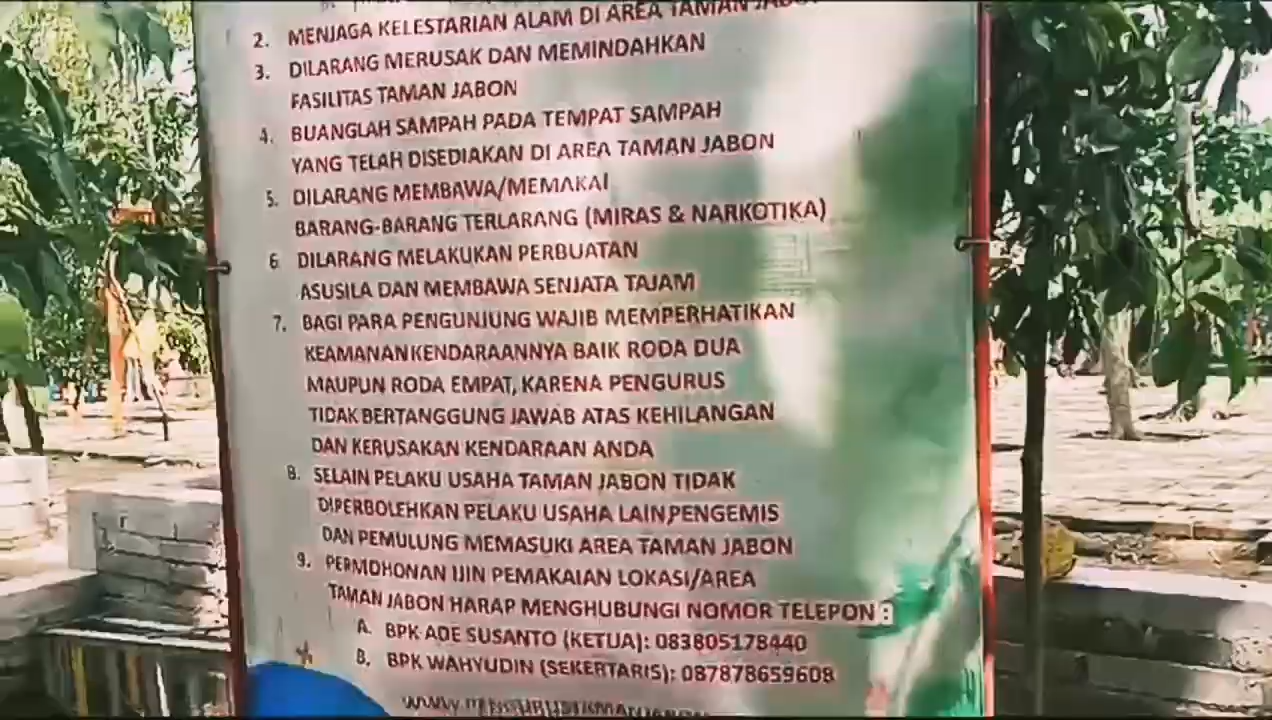 2. MENJAGA KELESTARIAN ALAM DI AREA TAMAN
3. DILARANG MERUSAK DAN MEMINDAHKAN
FASILITAS TAMAN JABON
4. BUANGLAH SAMPAH PADA TEMPAT SAMPAH
YANG TELAH DISEDIAKAN DI AREA TAMAN JABON
5. DILARANG MEMBAWA/MEMAKAI
BARANG-BARANG TERLARANG (MIRAS & NARKOTIKA)
6 DILARANG MELAKUKAN PERBUATAN
ASUSILA DAN MEMBAWA SENJATA TAJAM
7. BAGI PARA PENGUNJUNG WAJIB MEMPERHATIKAN
KEAMANAN KENDARAANNYA BAIK RODA DUA
MAUPUN RODA EMPAT, KARENA PENGURUS
TIDAK BERTANGGUNG JAWAB ATAS KEHILANGAN
DAN KERUSAKAN KENDARAAN ANDA
8. SELAIN PELAKU USAHA TAMAN JABON TIDAK
DIPERBOLEHKAN PELAKU USAHA LAIN,PENGEMIS
DAN PEMULUNG MEMASUKI AREA TAMAN JABON
9. PERMOHONAN IJIN PEMAKAIAN LOKASI/AREA
TAMAN JABON HARAP MENGHUBUNGI NOMOR TELEPON :
A. BPK ADE SUSANTO (KETUA): 083805178440
B. BPK WAHYUDIN (SEKERTARIS): 087878659608